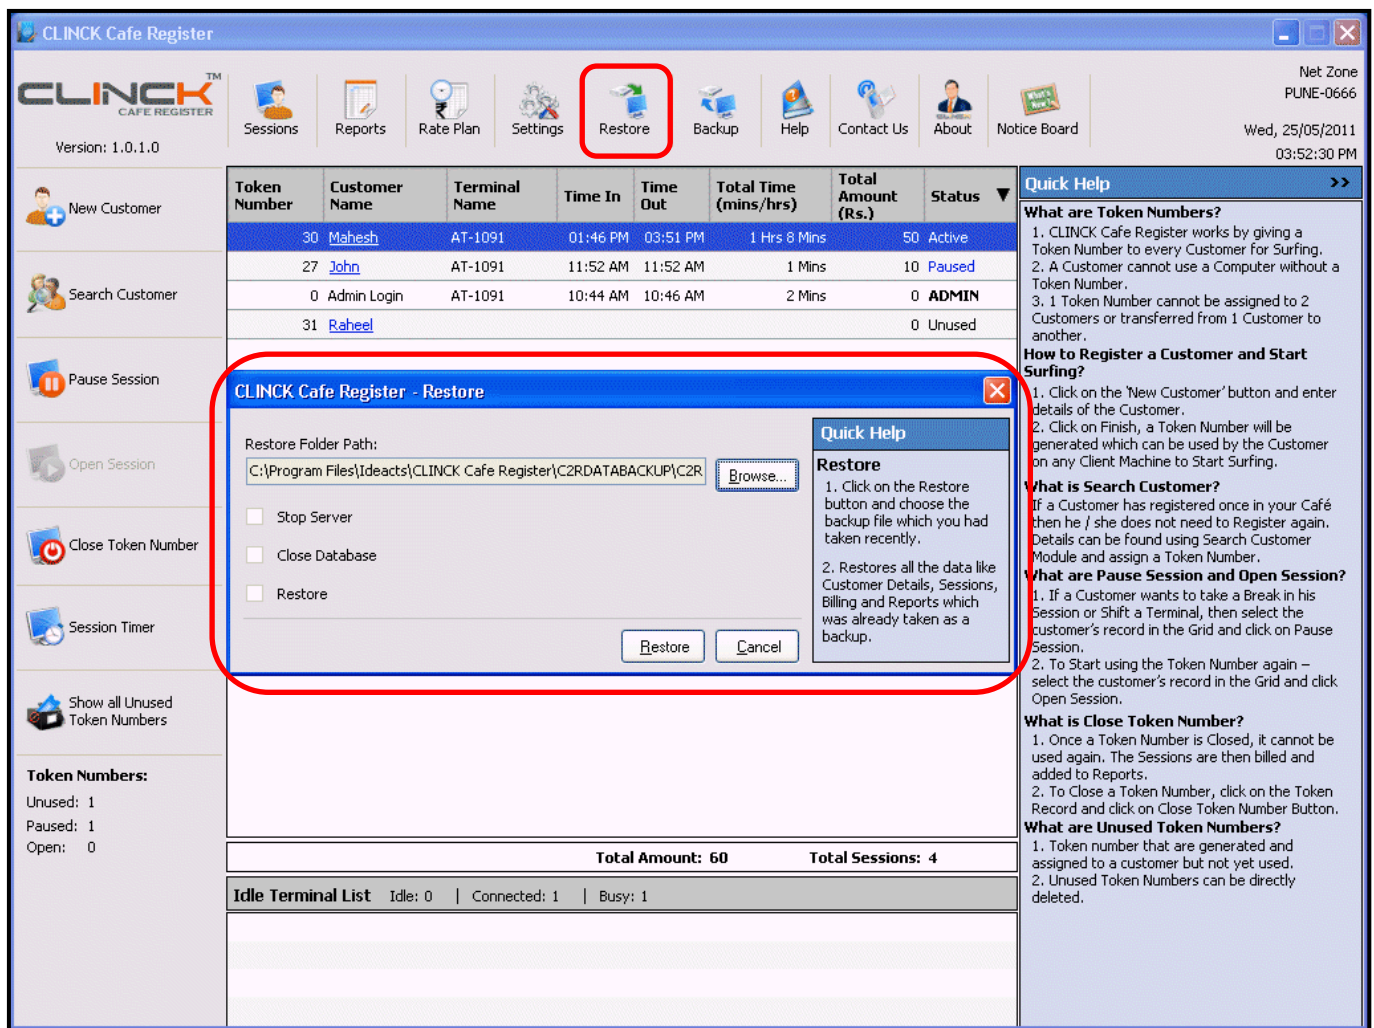 CLINCK Cafe Register
CLINCK TM
CAFE REGISTER
Version: 1.0.1.0
Sessions
Reports
Rate Plan
Settings
Restore
Backup
Help
Contact Us
About
What's New!
Notice Board
Net Zone
PUNE-0666
Wed, 25/05/2011
03:52:30 PM
New Customer
Search Customer
Pause Session
Open Session
Close Token Number
Session Timer
Show all Unused
Token Numbers
Token Numbers:
Unused: 1
Paused: 1
Open: 0
Token Number Customer Name Terminal Name Time In Time Out Total Time (mins/hrs) Total Amount (Rs.) Status ▼
30 Mahesh AT-1091 01:46 PM 03:51 PM 1 Hrs 8 Mins 50 Active
27 John AT-1091 11:52 AM 11:52 AM 1 Mins 10 Paused
0 Admin Login AT-1091 10:44 AM 10:46 AM 2 Mins 0 ADMIN
31 Raheel 0 Unused
CLINCK Cafe Register - Restore
Restore Folder Path:
C:\Program Files\Ideacts\CLINCK Cafe Register\C2RDATABACKUP\C2R
Browse...
Stop Server
Close Database
Restore
Restore
Cancel
Quick Help
Restore
1. Click on the Restore
button and choose the
backup file which you had
taken recently.
2. Restores all the data like
Customer Details, Sessions,
Billing and Reports which
was already taken as a
backup.
Total Amount: 60 Total Sessions: 4
Idle Terminal List Idle: 0 | Connected: 1 | Busy: 1
Quick Help >>
What are Token Numbers?
1. CLINCK Cafe Register works by giving a
Token Number to every Customer for Surfing.
2. A Customer cannot use a Computer without a
Token Number.
3. 1 Token Number cannot be assigned to 2
Customers or transferred from 1 Customer to
another.
How to Register a Customer and Start
Surfing?
1. Click on the 'New Customer' button and enter
details of the Customer.
2. Click on Finish, a Token Number will be
generated which can be used by the Customer
on any Client Machine to Start Surfing.
What is Search Customer?
If a Customer has registered once in your Café
then he / she does not need to Register again.
Details can be found using Search Customer
Module and assign a Token Number.
What are Pause Session and Open Session?
1. If a Customer wants to take a Break in his
Session or Shift a Terminal, then select the
customer's record in the Grid and click on Pause
Session.
2. To Start using the Token Number again –
select the customer's record in the Grid and click
Open Session.
What is Close Token Number?
1. Once a Token Number is Closed, it cannot be
used again. The Sessions are then billed and
added to Reports.
2. To Close a Token Number, click on the Token
Record and click on Close Token Number Button.
What are Unused Token Numbers?
1. Token number that are generated and
assigned to a customer but not yet used.
2. Unused Token Numbers can be directly
deleted.